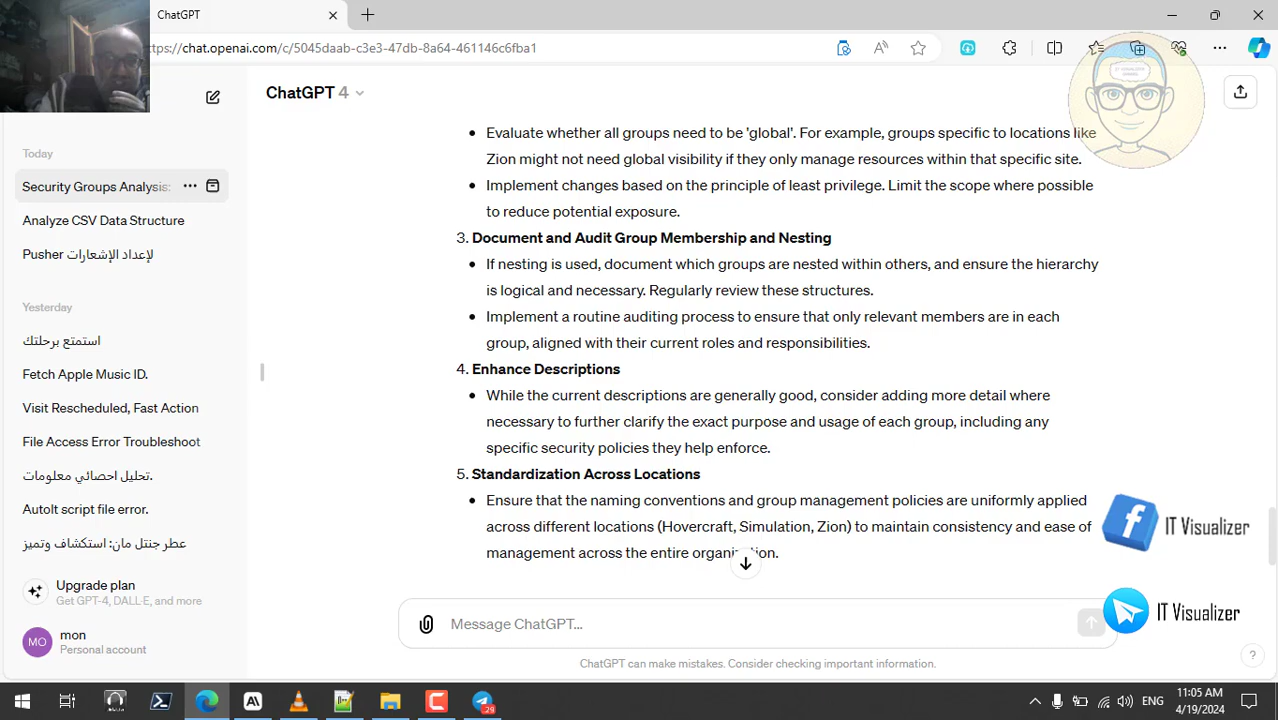 ChatGPT
ttps://chat.openai.com/c/5045daab-c3e3-47db-8a64-461146c6fba1
ChatGPT 4
Today
Security Groups Analysis:
Analyze CSV Data Structure
Pusher لإعداد الإشعارات
Yesterday
استمتع برحلتك
Fetch Apple Music ID.
Visit Rescheduled, Fast Action
File Access Error Troubleshoot
تحليل احصائي معلومات.
AutoIt script file error.
عطر جنتل مان: استكشاف وتميز
Upgrade plan
Get GPT-4, DALL·E, and more
MO
mon
Personal account
• Evaluate whether all groups need to be 'global'. For example, groups specific to locations like
Zion might not need global visibility if they only manage resources within that specific site.
• Implement changes based on the principle of least privilege. Limit the scope where possible
to reduce potential exposure.
3. Document and Audit Group Membership and Nesting
• If nesting is used, document which groups are nested within others, and ensure the hierarchy
is logical and necessary. Regularly review these structures.
• Implement a routine auditing process to ensure that only relevant members are in each
group, aligned with their current roles and responsibilities.
4. Enhance Descriptions
• While the current descriptions are generally good, consider adding more detail where
necessary to further clarify the exact purpose and usage of each group, including any
specific security policies they help enforce.
5. Standardization Across Locations
• Ensure that the naming conventions and group management policies are uniformly applied
across different locations (Hovercraft, Simulation, Zion) to maintain consistency and ease of
management across the entire organization.
Message ChatGPT...
ChatGPT can make mistakes. Consider checking important information.
?
IT VISUALIZER
IT Visualizer
IT Visualizer
29
ENG
11:05 AM
4/19/2024